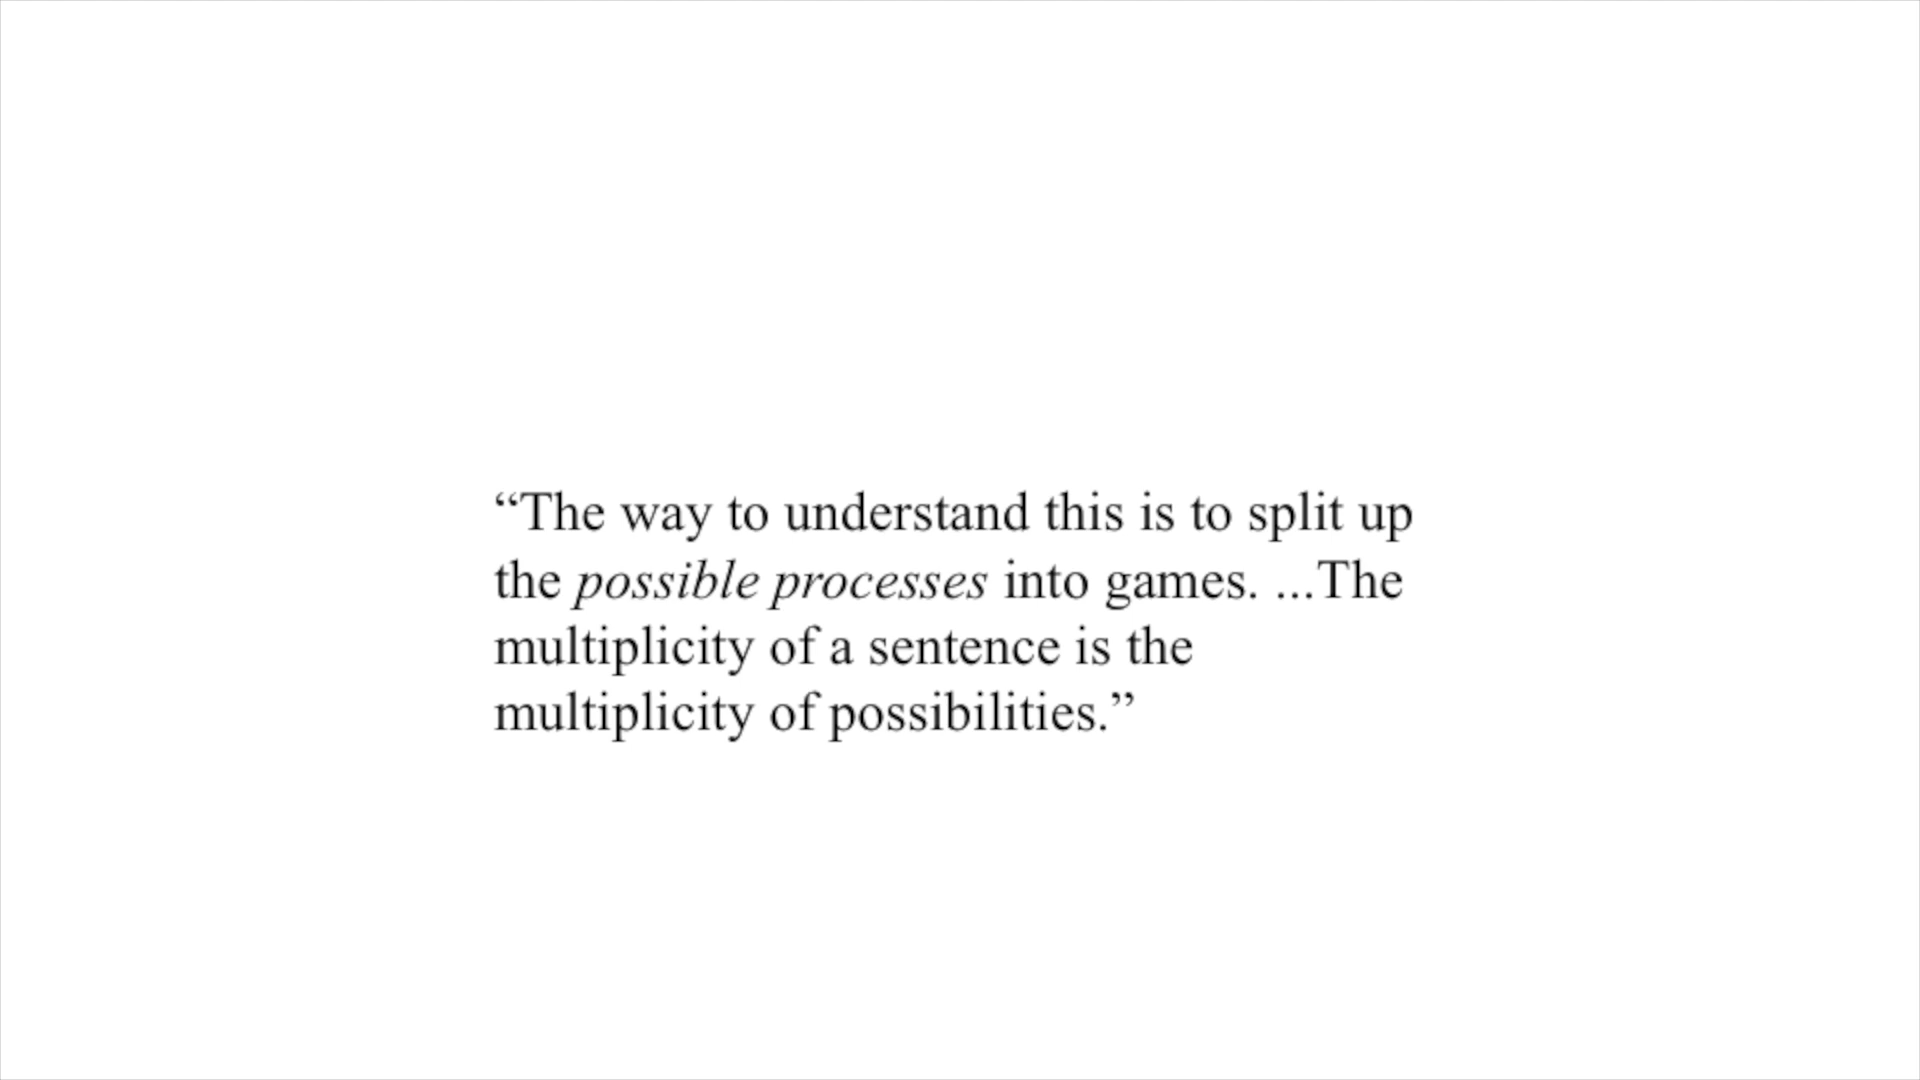 “The way to understand this is to split up
the possible processes into games. ...The
multiplicity of a sentence is the
multiplicity of possibilities.”